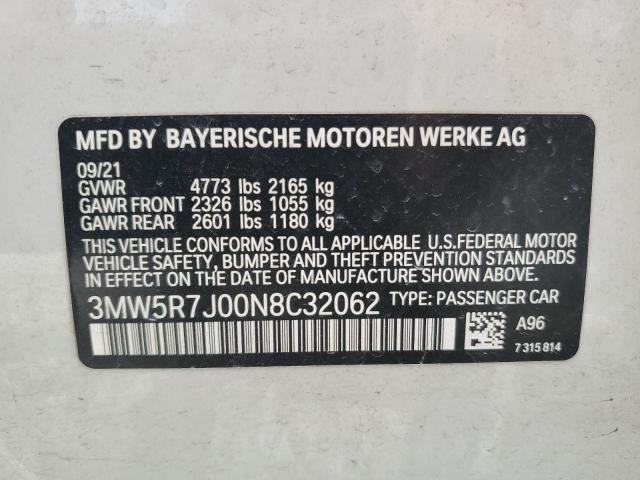 MFD BY BAYERISCHE MOTOREN WERKE AG
09/21
GVWR 4773 lbs 2165 kg
GAWR FRONT 2326 lbs 1055 kg
GAWR REAR 2601 lbs 1180 kg
THIS VEHICLE CONFORMS TO ALL APPLICABLE U.S.FEDERAL MOTOR
VEHICLE SAFETY, BUMPER AND THEFT PREVENTION STANDARDS
IN EFFECT ON THE DATE OF MANUFACTURE SHOWN ABOVE.
3MW5R7J00N8C32062 TYPE: PASSENGER CAR
A96
7 315 814